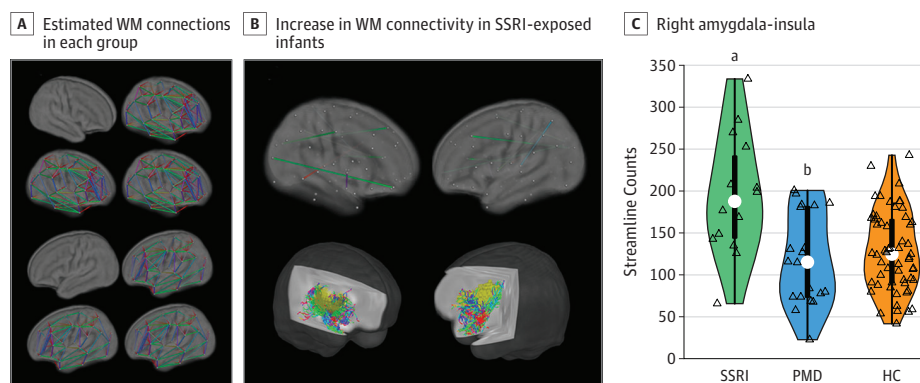 A Estimated WM connections
in each group
B Increase in WM connectivity in SSRI-exposed
infants
C Right amygdala-insula
Streamline Counts
350
300
250
200
150
100
50
0
a
b
SSRI PMD HC